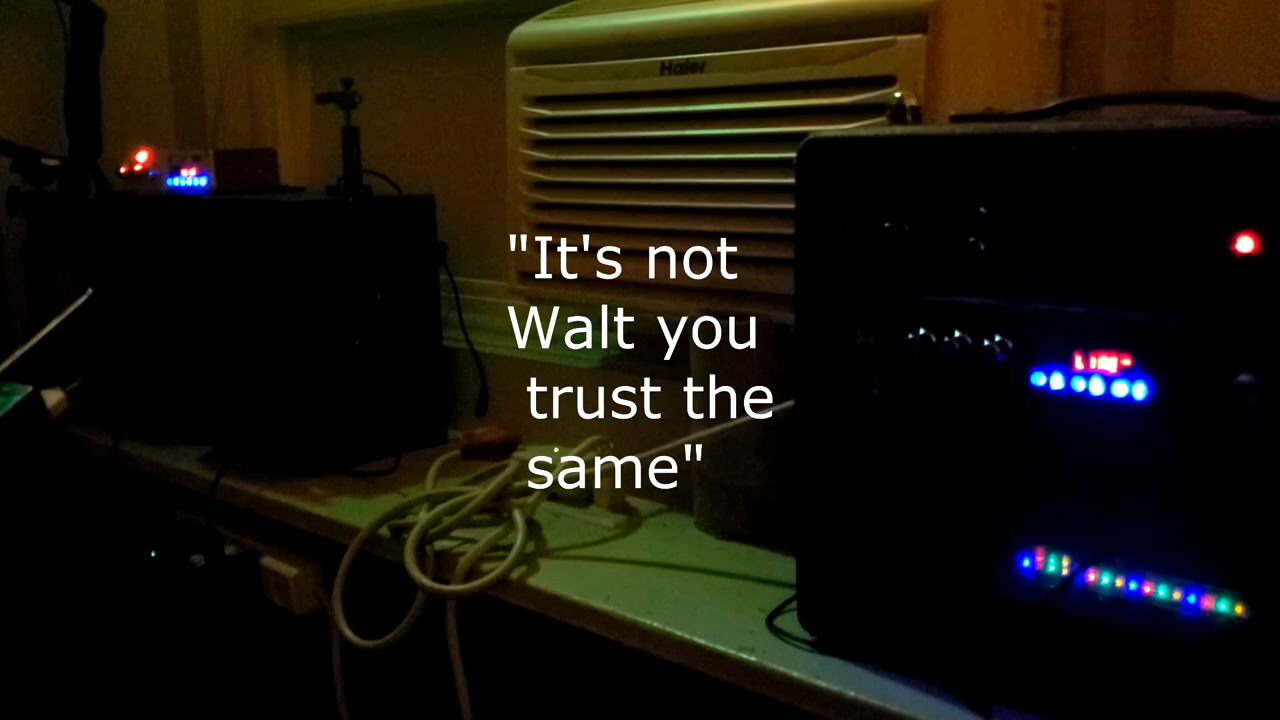 Haier
"It's not
Walt you
trust the
same"